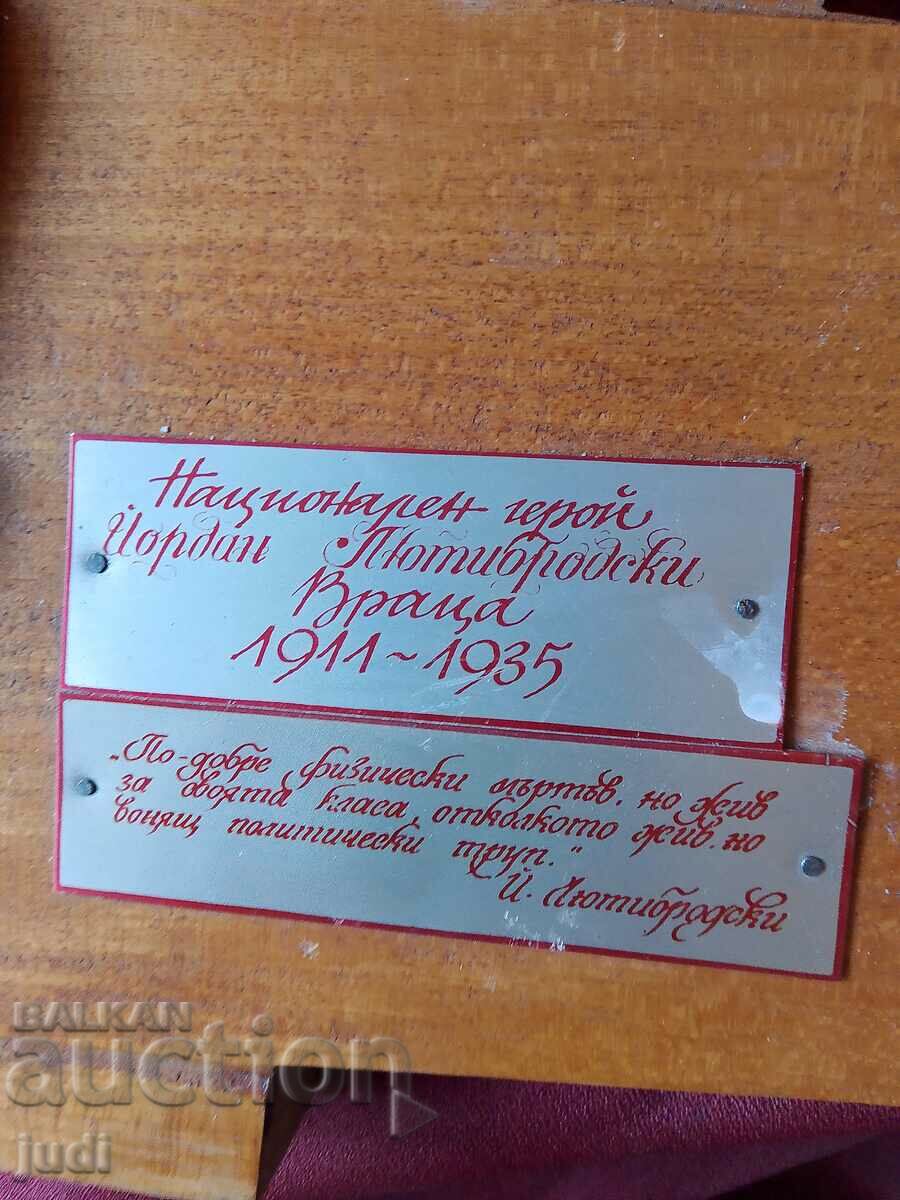 Национален герой
Йордан Лютибродски
Враца
1911~1935
„По-добре физически мъртъв, но жив
за своята класа, отколкото жив, но
вонящ политически труп."
Й. Лютибродски
BALKAN
auction
judi